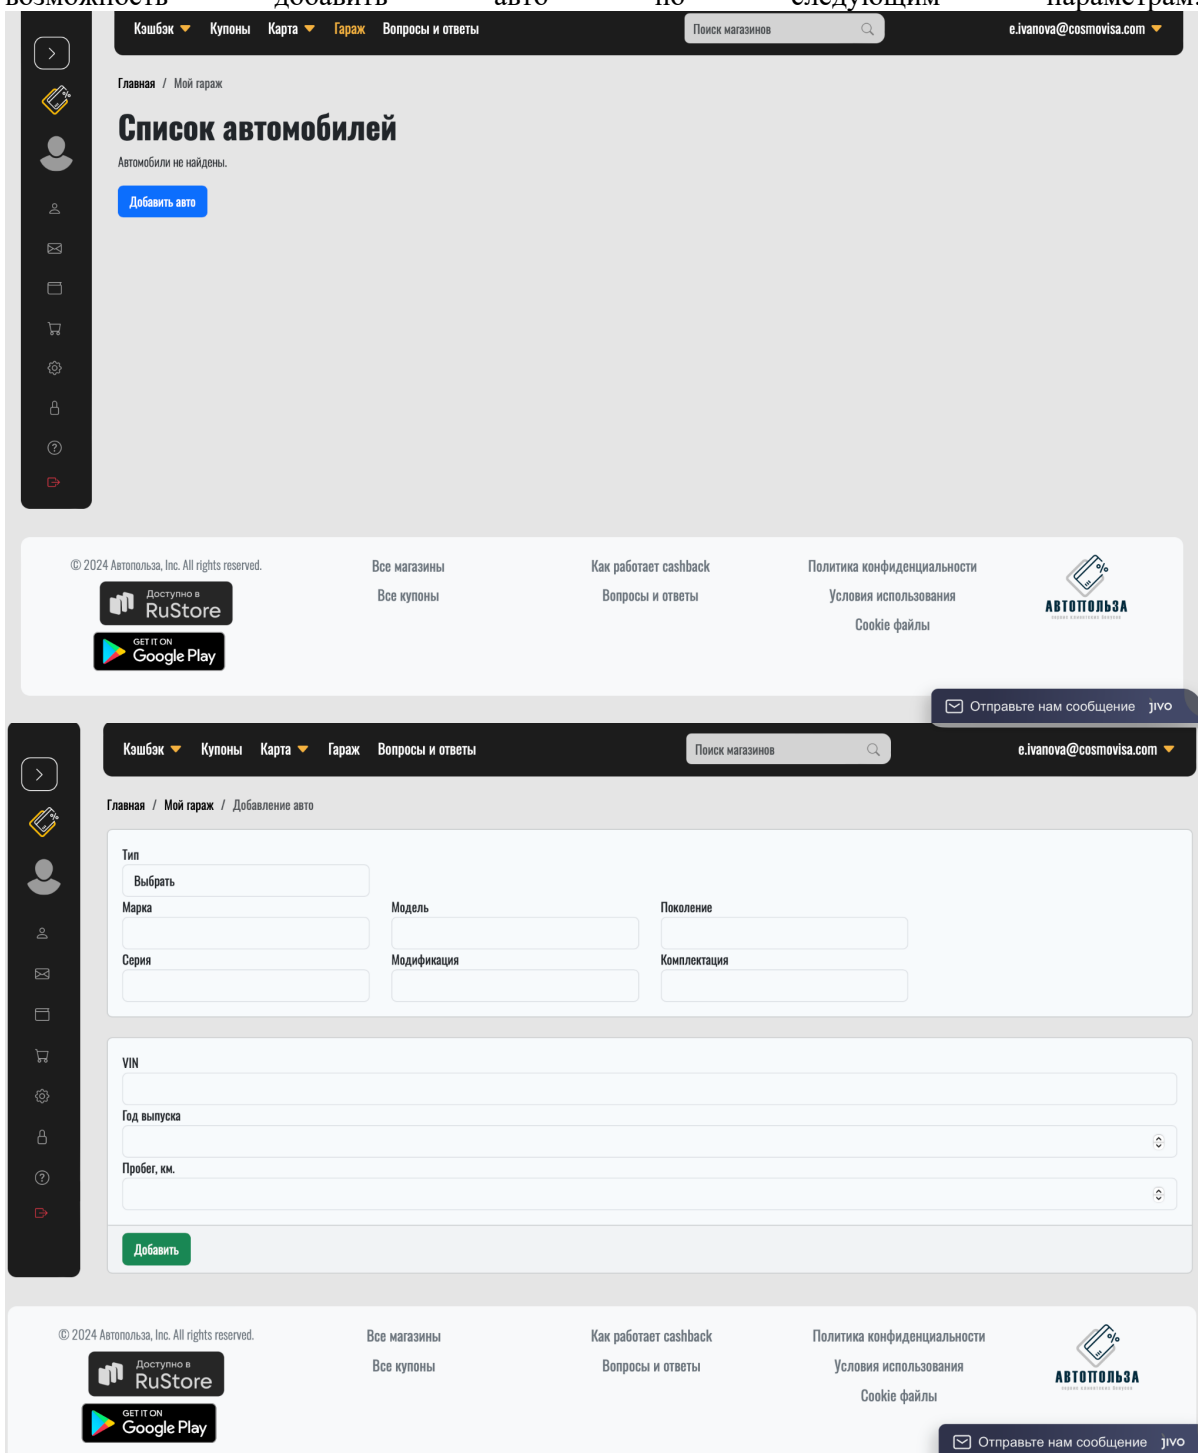 возможность добавить авто по следующим параметрам:
Кэшбэк Купоны Карта Гараж Вопросы и ответы Поиск магазинов e.ivanova@cosmovisa.com
Главная / Мой гараж
Список автомобилей
Автомобили не найдены.
Добавить авто
© 2024 Автопольза, Inc. All rights reserved.
Доступно в
RuStore
GET IT ON
Google Play
Все магазины
Все купоны
Как работает cashback
Вопросы и ответы
Политика конфиденциальности
Условия использования
Cookie файлы
АВТОПОЛЬЗА
Отправьте нам сообщение jivo
Кэшбэк Купоны Карта Гараж Вопросы и ответы Поиск магазинов e.ivanova@cosmovisa.com
Главная / Мой гараж / Добавление авто
Тип
Выбрать
Марка Модель Поколение
Серия Модификация Комплектация
VIN
Год выпуска
Пробег, км.
Добавить
© 2024 Автопольза, Inc. All rights reserved.
Доступно в
RuStore
GET IT ON
Google Play
Все магазины
Все купоны
Как работает cashback
Вопросы и ответы
Политика конфиденциальности
Условия использования
Cookie файлы
АВТОПОЛЬЗА
Отправьте нам сообщение jivo